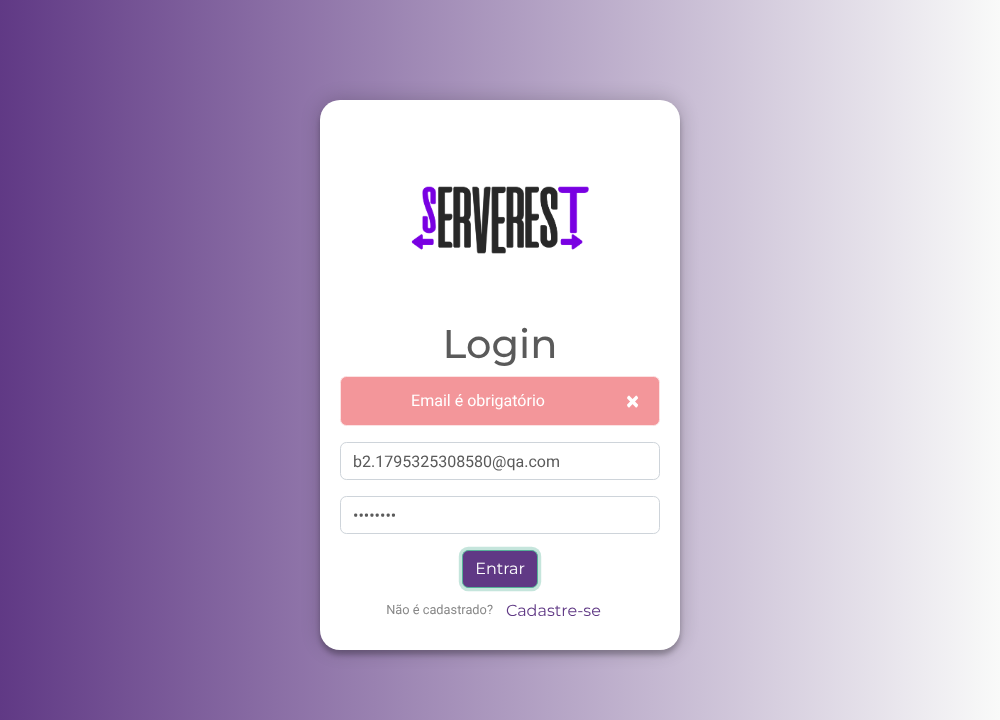 SERVEREST
Login
Email é obrigatório ×
b2.1795325308580@qa.com
••••••••
Entrar
Não é cadastrado? Cadastre-se